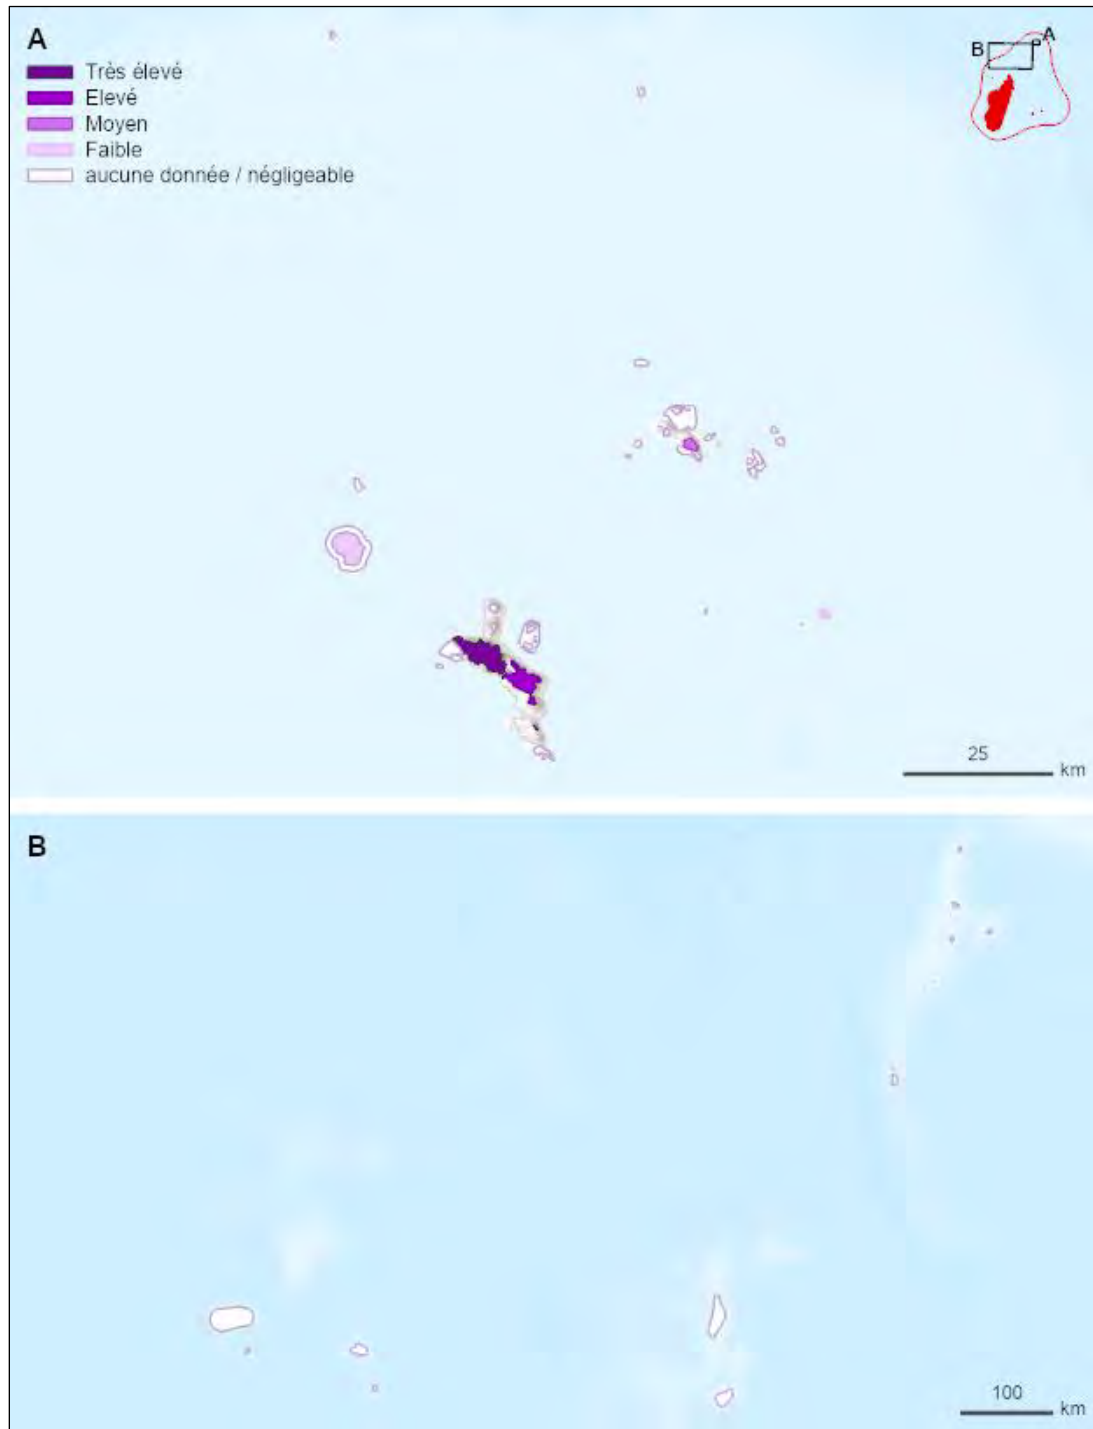 A
Très élevé
Elevé
Moyen
Faible
aucune donnée / négligeable
A
B
25
km
B
100
km